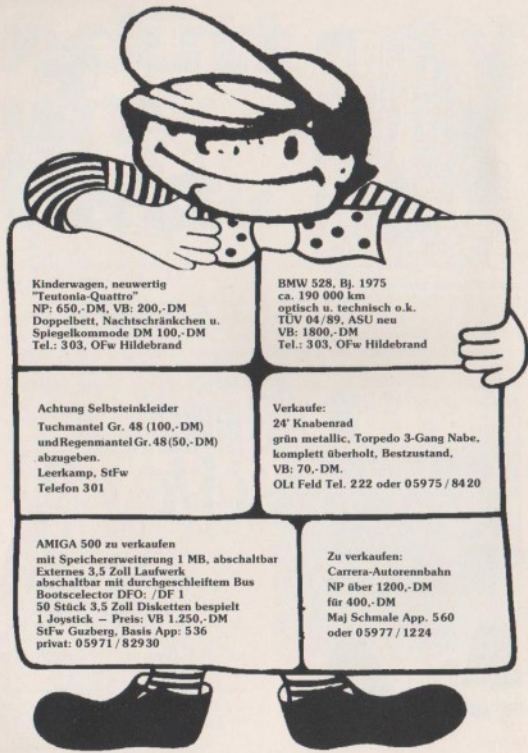 Kinderwagen, neuwertig
"Teutonia-Quattro"
NP: 650,-DM, VB: 200,-DM
Doppelbett, Nachtschränkchen u.
Spiegelkommode DM 100,-DM
Tel.: 303, OFw Hildebrand
BMW 528, Bj. 1975
ca. 190 000 km
optisch u. technisch o.k.
TÜV 04/89, ASU neu
VB: 1800,-DM
Tel.: 303, OFw Hildebrand
Achtung Selbsteinkleider
Tuchmantel Gr. 48 (100,-DM)
undRegenmantelGr.48(50,-DM)
abzugeben.
Leerkamp, StFw
Telefon 301
Verkaufe:
24' Knabenrad
grün metallic, Torpedo 3-Gang Nabe,
komplett überholt, Bestzustand,
VB: 70,-DM.
OLt Feld Tel. 222 oder 05975/8420
AMIGA 500 zu verkaufen
mit Speichererweiterung 1 MB, abschaltbar
Externes 3,5 Zoll Laufwerk
abschaltbar mit durchgeschleiftem Bus
Bootscelector DFO: /DF 1
50 Stück 3,5 Zoll Disketten bespielt
1 Joystick – Preis: VB 1.250,-DM
StFw Guzberg, Basis App: 536
privat: 05971/82930
Zu verkaufen:
Carrera-Autorennbahn
NP über 1200,-DM
für 400,-DM
Maj Schmale App. 560
oder 05977/1224